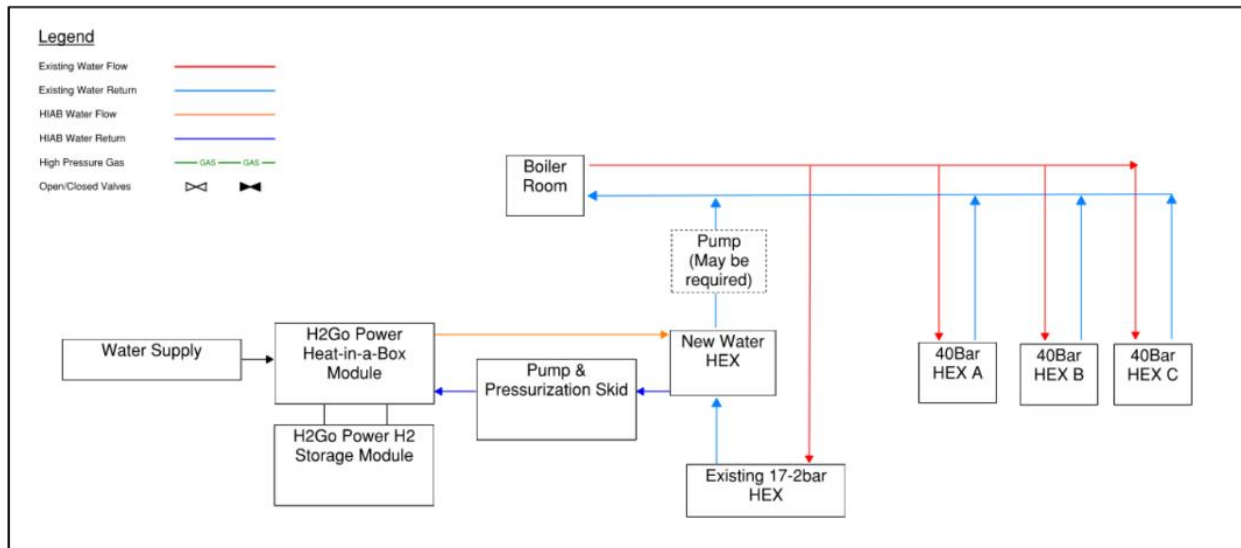 Legend
Existing Water Flow
Existing Water Return
HIAB Water Flow
HIAB Water Return
High Pressure Gas
GAS GAS
Open/Closed Valves
Boiler
Room
Pump
(May be
required)
Water Supply
H2Go Power
Heat-in-a-Box
Module
Pump &
Pressurization Skid
New Water
HEX
40Bar
HEX A
40Bar
HEX B
40Bar
HEX C
H2Go Power H2
Storage Module
Existing 17-2bar
HEX